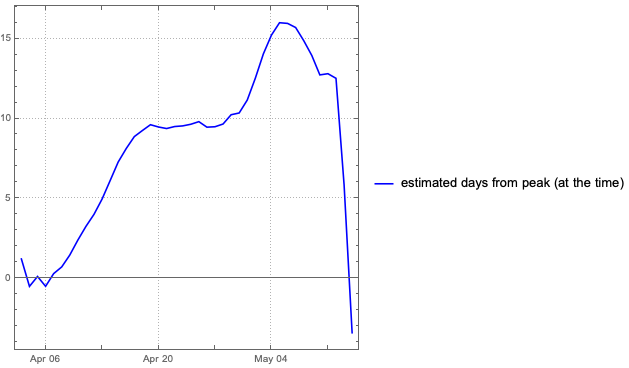 15
10
5
0
Apr 06
Apr 20
May 04
estimated days from peak (at the time)